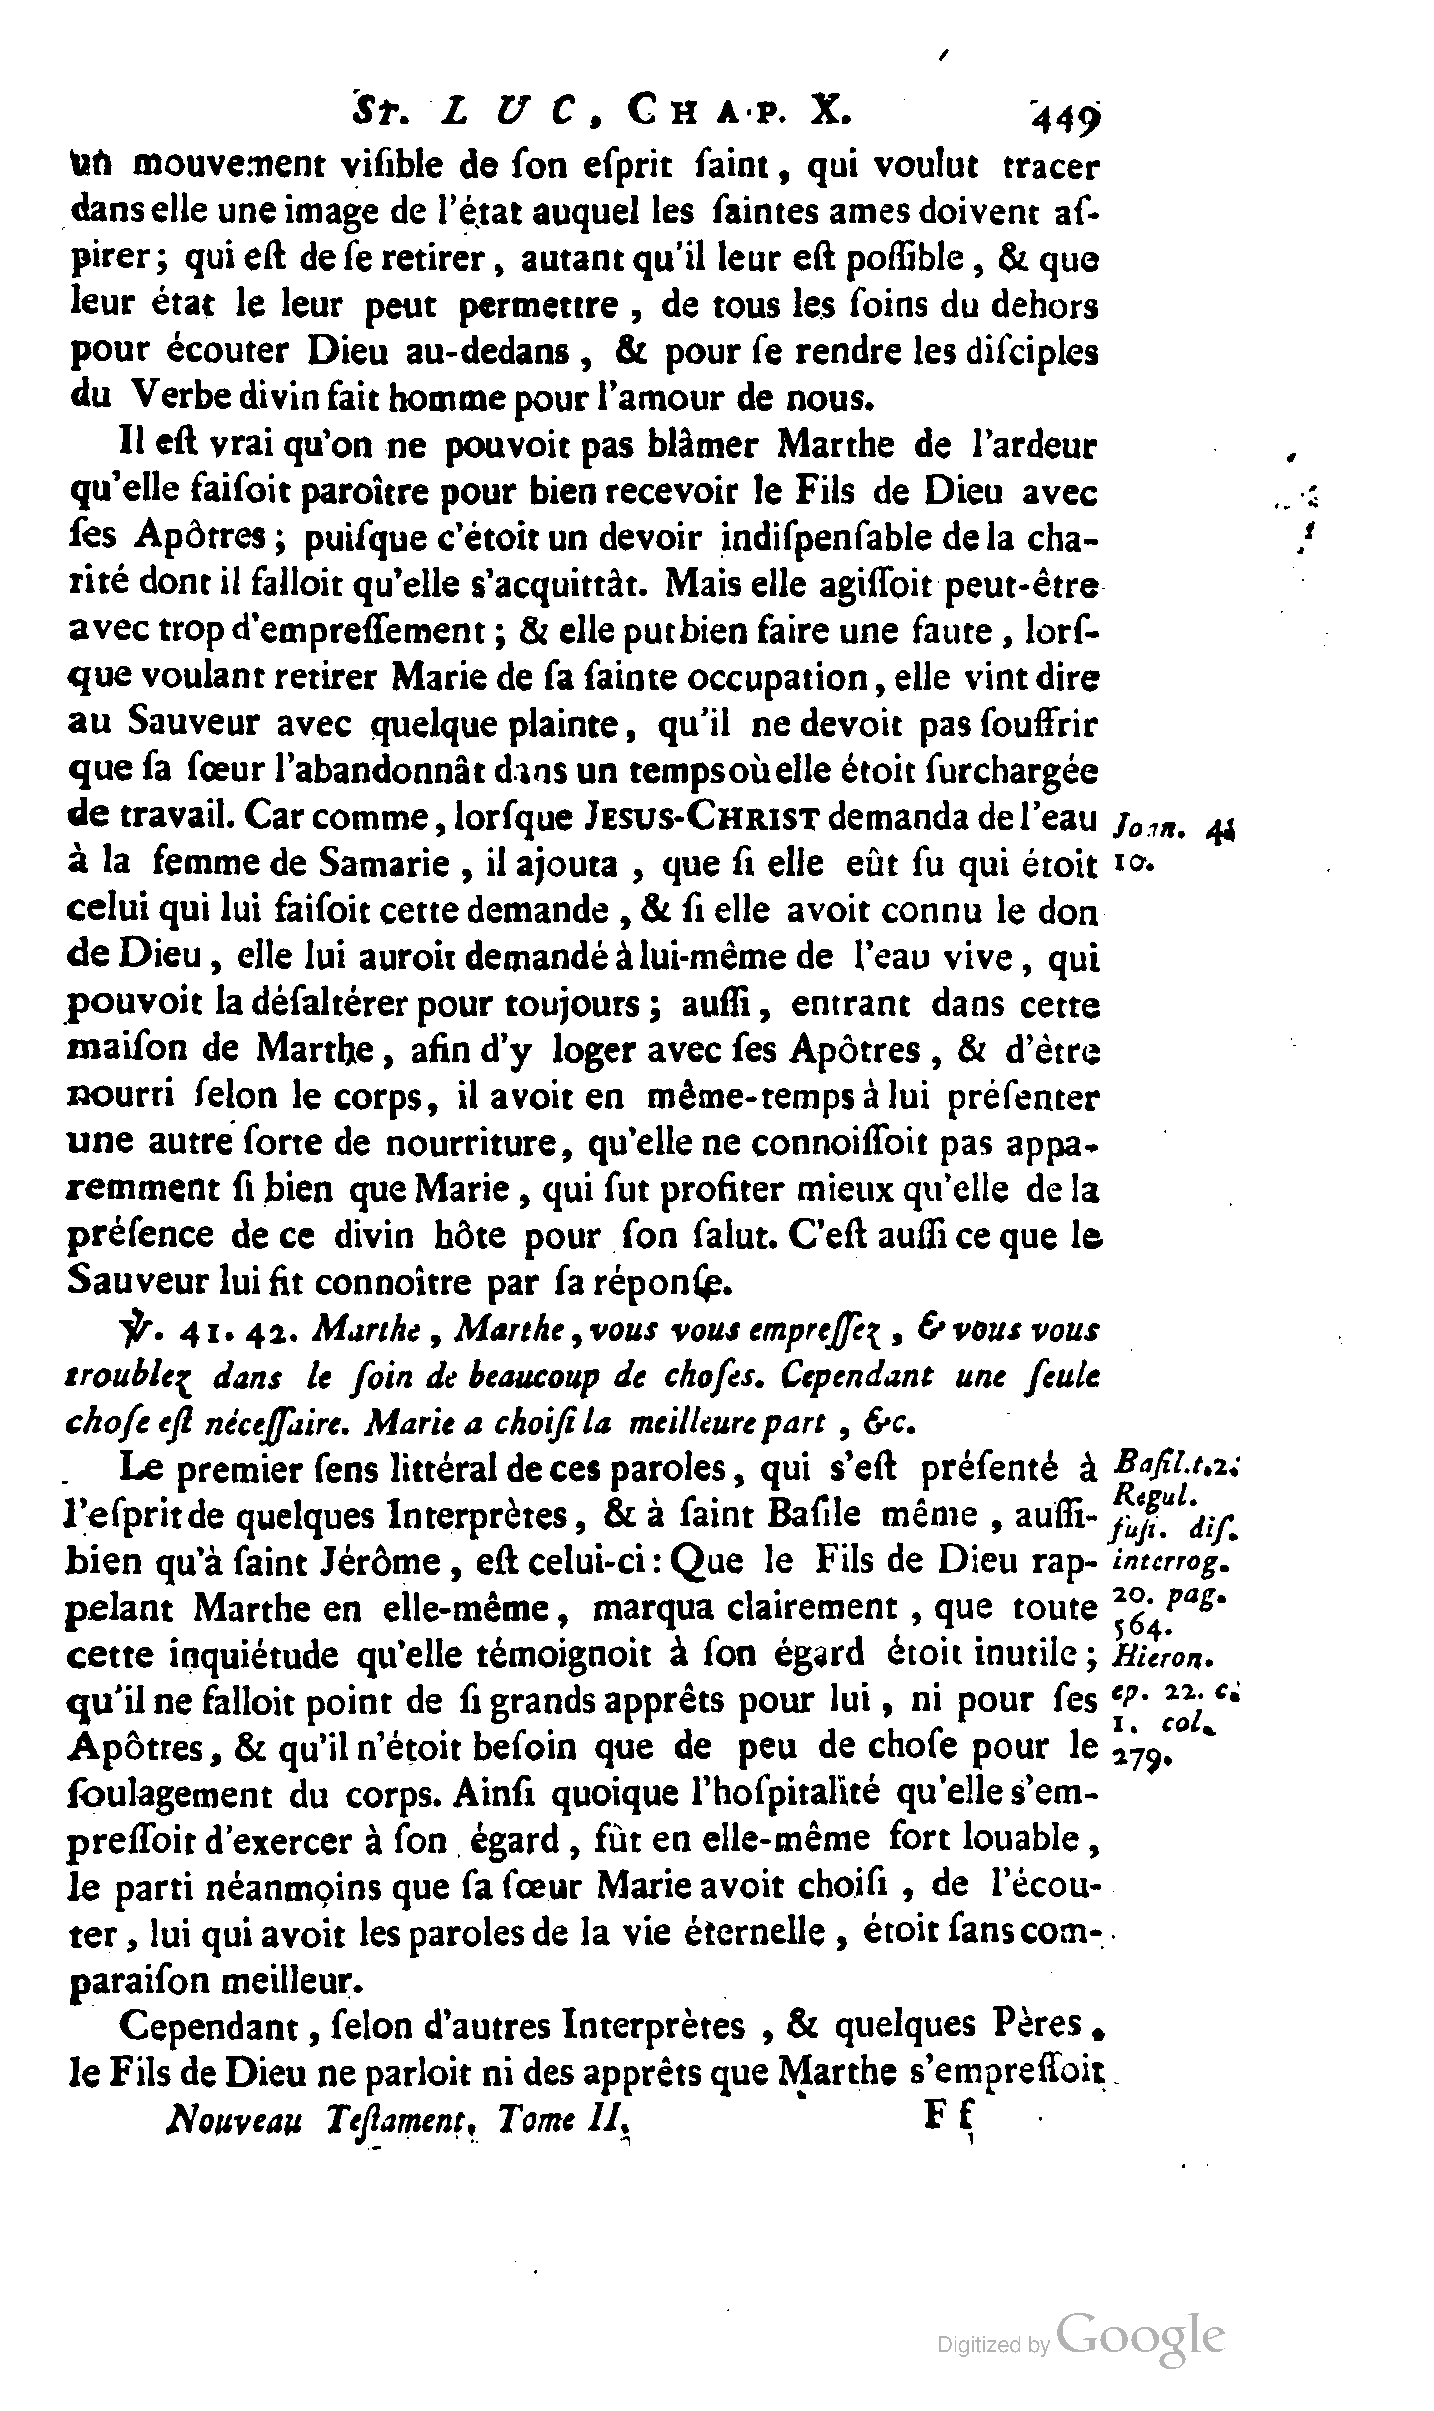 St. LUC, CHAP. X. 449
un mouvement viſible de ſon eſprit ſaint, qui voulut tracer
dans elle une image de l'état auquel les ſaintes ames doivent aſ-
pirer; qui eſt de ſe retirer, autant qu'il leur eſt poſſible, & que
leur état le leur peut permettre, de tous les ſoins du dehors
pour écouter Dieu au-dedans, & pour ſe rendre les diſciples
du Verbe divin fait homme pour l'amour de nous.
Il eſt vrai qu'on ne pouvoit pas blâmer Marthe de l'ardeur
qu'elle faiſoit paroître pour bien recevoir le Fils de Dieu avec
ſes Apôtres; puiſque c'étoit un devoir indiſpenſable de la cha-
rité dont il falloit qu'elle s'acquittât. Mais elle agiſſoit peut-être
avec trop d'empreſſement; & elle put bien faire une faute, lorſ-
que voulant retirer Marie de ſa ſainte occupation, elle vint dire
au Sauveur avec quelque plainte, qu'il ne devoit pas ſouffrir
que ſa ſœur l'abandonnât dans un temps où elle étoit ſurchargée
de travail. Car comme, lorſque JESUS-CHRIST demanda de l'eau
à la femme de Samarie, il ajouta, que ſi elle eût ſu qui étoit
celui qui lui faiſoit cette demande, & ſi elle avoit connu le don
de Dieu, elle lui auroit demandé à lui-même de l'eau vive, qui
pouvoit la déſaltérer pour toujours; auſſi, entrant dans cette
maiſon de Marthe, afin d'y loger avec ſes Apôtres, & d'être
nourri ſelon le corps, il avoit en même-temps à lui préſenter
une autre ſorte de nourriture, qu'elle ne connoiſſoit pas appa-
remment ſi bien que Marie, qui ſut profiter mieux qu'elle de la
préſence de ce divin hôte pour ſon ſalut. C'eſt auſſi ce que le
Sauveur lui fit connoître par ſa réponſe.
℣. 41. 42. Marthe, Marthe, vous vous empreſſez, & vous vous
troublez dans le ſoin de beaucoup de choſes. Cependant une ſeule
choſe eſt néceſſaire. Marie a choiſi la meilleure part, &c.
Le premier ſens littéral de ces paroles, qui s'eſt préſenté à
l'eſprit de quelques Interprètes, & à ſaint Baſile même, auſſi-
bien qu'à ſaint Jérôme, eſt celui-ci: Que le Fils de Dieu rap-
pelant Marthe en elle-même, marqua clairement, que toute
cette inquiétude qu'elle témoignoit à ſon égard étoit inutile;
qu'il ne falloit point de ſi grands apprêts pour lui, ni pour ſes
Apôtres, & qu'il n'étoit beſoin que de peu de choſe pour le
ſoulagement du corps. Ainſi quoique l'hoſpitalité qu'elle s'em-
preſſoit d'exercer à ſon égard, fût en elle-même fort louable,
le parti néanmoins que ſa ſœur Marie avoit choiſi, de l'écou-
ter, lui qui avoit les paroles de la vie éternelle, étoit ſans com-
paraiſon meilleur.
Cependant, ſelon d'autres Interprètes, & quelques Pères,
le Fils de Dieu ne parloit ni des apprêts que Marthe s'empreſſoit
Nouveau Teſtament. Tome II. F f
Joan. 4.
10.
Baſil. t. 2.
Regul.
fuſi. diſ.
interrog.
20. pag.
564.
Hieron.
ep. 22. c.
1. col.
279.
Digitized by Google